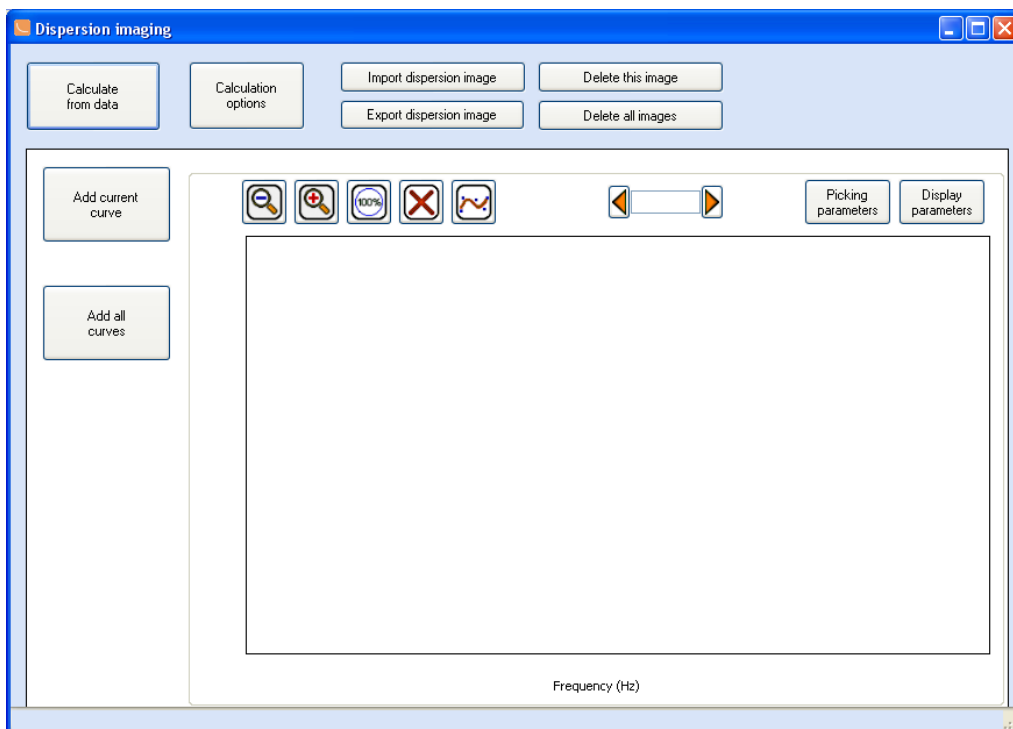 Dispersion imaging
Calculate
from data
Calculation
options
Import dispersion image
Delete this image
Export dispersion image
Delete all images
Add current
curve
100%
Picking
parameters
Display
parameters
Add all
curves
Frequency (Hz)